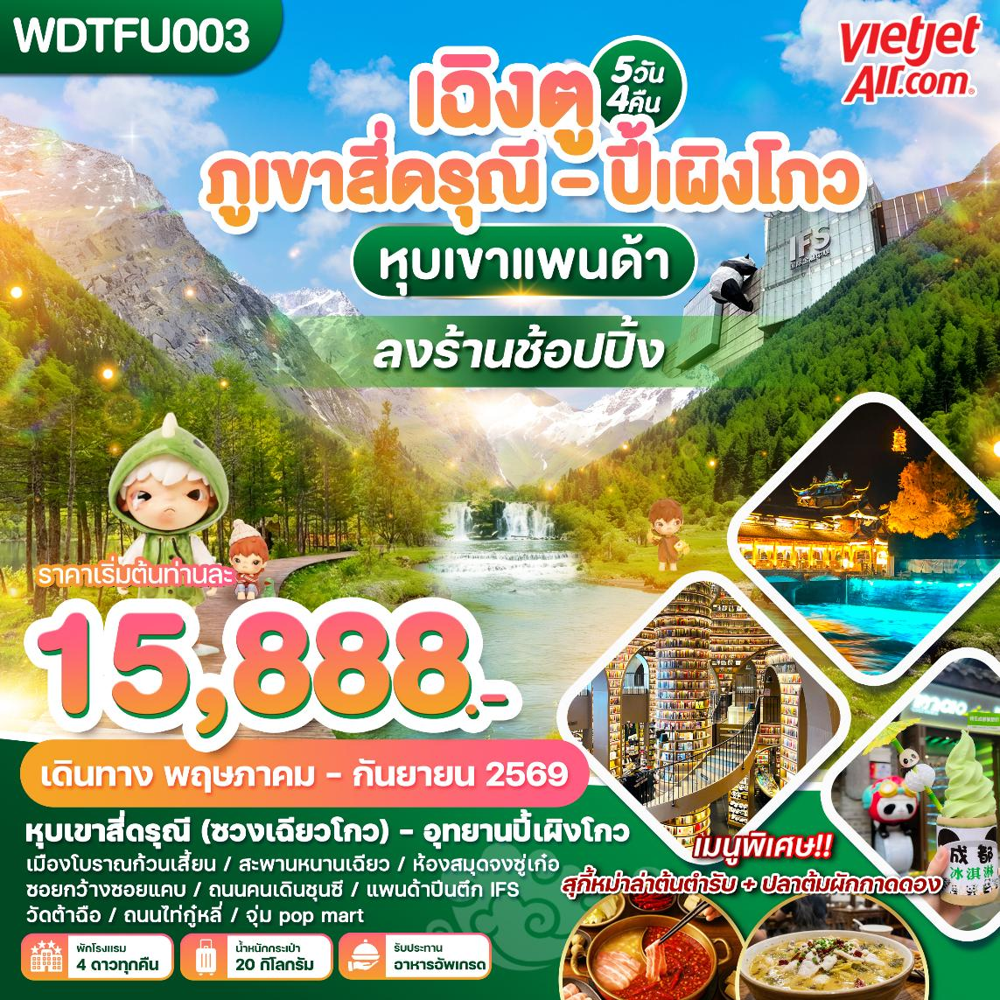 WDTFU003
vietjet
Air.com
เฉิงตู
5วัน
4คืน
ภูเขาสี่ดรุณี - ปี้เผิงโกว
IFS
หุบเขาแพนด้า
ลงร้านช้อปปิ้ง
ราคาเริ่มต้นท่านละ
15,888.-
เดินทาง พฤษภาคม - กันยายน 2569
หุบเขาสี่ดรุณี (ซวงเฉียวโกว) - อุทยานปี้เผิงโกว
เมืองโบราณก้วนเสี้ยน / สะพานหนานเฉียว / ห้องสมุดจงซูเก๋อ
ซอยกว้างซอยแคบ / ถนนคนเดินชุนซี / แพนด้าปีนตึก IFS
วัดต้าฉือ / ถนนไท่กู๋หลี่ / จุ่ม pop mart
พักโรงแรม
4 ดาวทุกคืน
น้ำหนักกระเป๋า
20 กิโลกรัม
รับประทาน
อาหารอัพเกรด
เมนูพิเศษ!!
สุกี้หม่าล่าต้นตำรับ + ปลาต้มผักกาดดอง
成都
冰淇淋